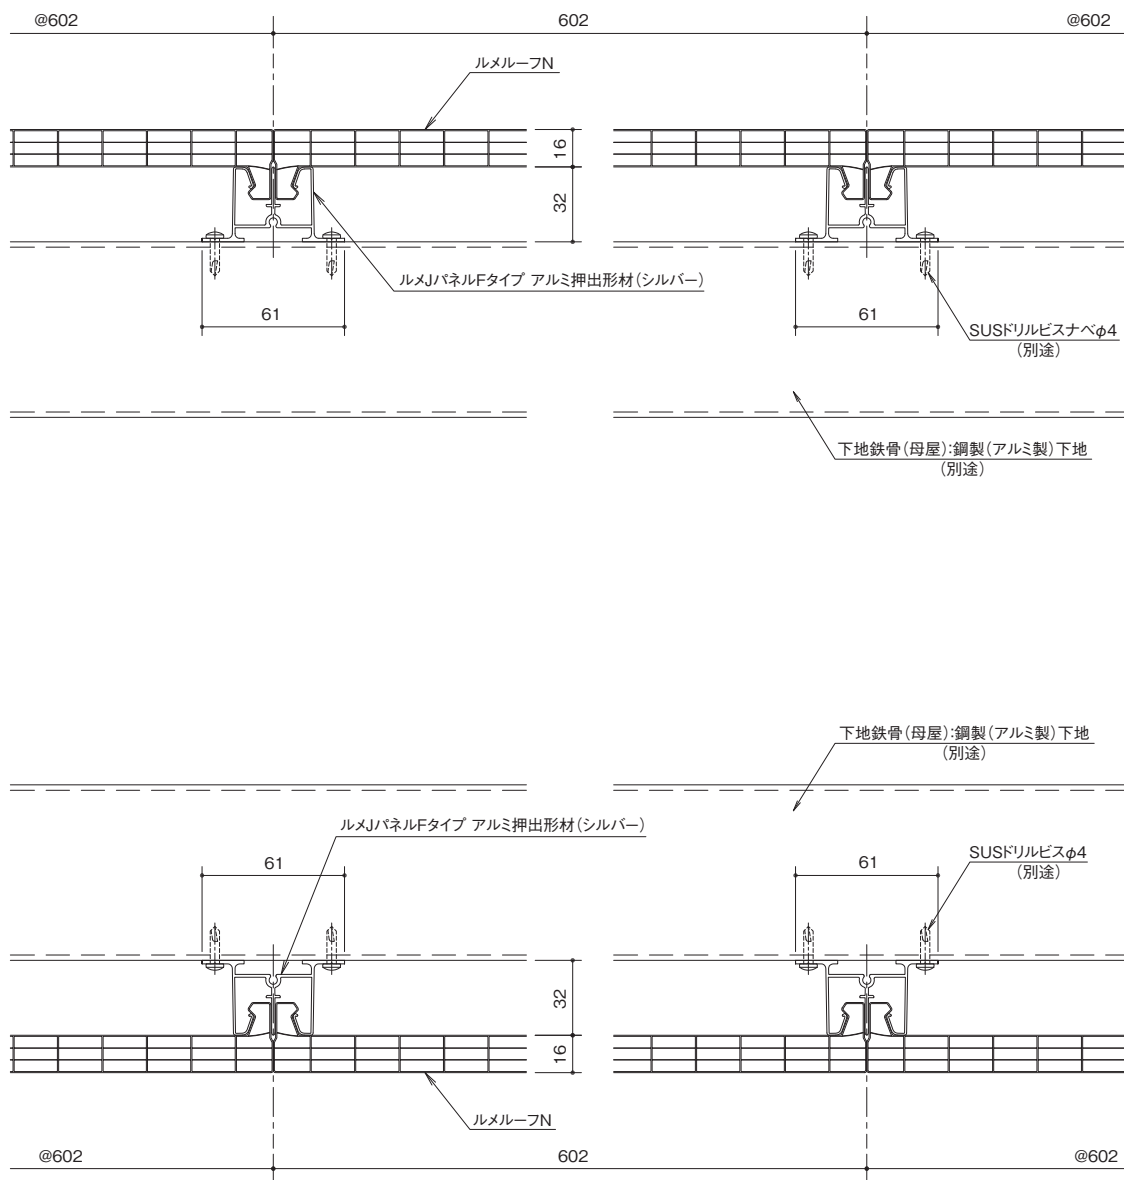 @602
602
@602
ルメルーフN
16
32
ルメJパネルFタイプ アルミ押出形材(シルバー)
61
61
SUSドリルビスナベφ4
(別途)
下地鉄骨(母屋):鋼製(アルミ製)下地
(別途)
下地鉄骨(母屋):鋼製(アルミ製)下地
(別途)
ルメJパネルFタイプ アルミ押出形材(シルバー)
61
61
SUSドリルビスφ4
(別途)
32
16
ルメルーフN
@602
602
@602